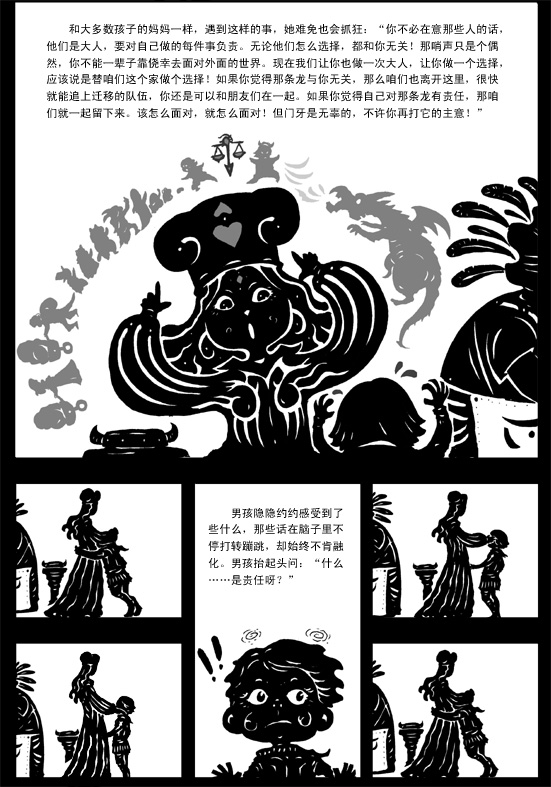 和大多数孩子的妈妈一样，遇到这样的事，她难免也会抓狂：“你不必在意那些人的话，
他们是大人，要对自己做的每件事负责。无论他们怎么选择，都和你无关！那哨声只是个偶
然，你不能一辈子靠侥幸去面对外面的世界。现在我们让你也做一次大人，让你做一个选择，
应该说是替咱们这个家做个选择！如果你觉得那条龙与你无关，那么咱们也离开这里，很快
就能追上迁移的队伍，你还是可以和朋友们在一起。如果你觉得自己对那条龙有责任，那咱
们就一起留下来。该怎么面对，就怎么面对！但门牙是无辜的，不许你再打它的主意！”
男孩隐隐约约感受到了
些什么，那些话在脑子里不
停打转蹦跳，却始终不肯融
化。男孩抬起头问：“什么
……是责任呀？”
！！